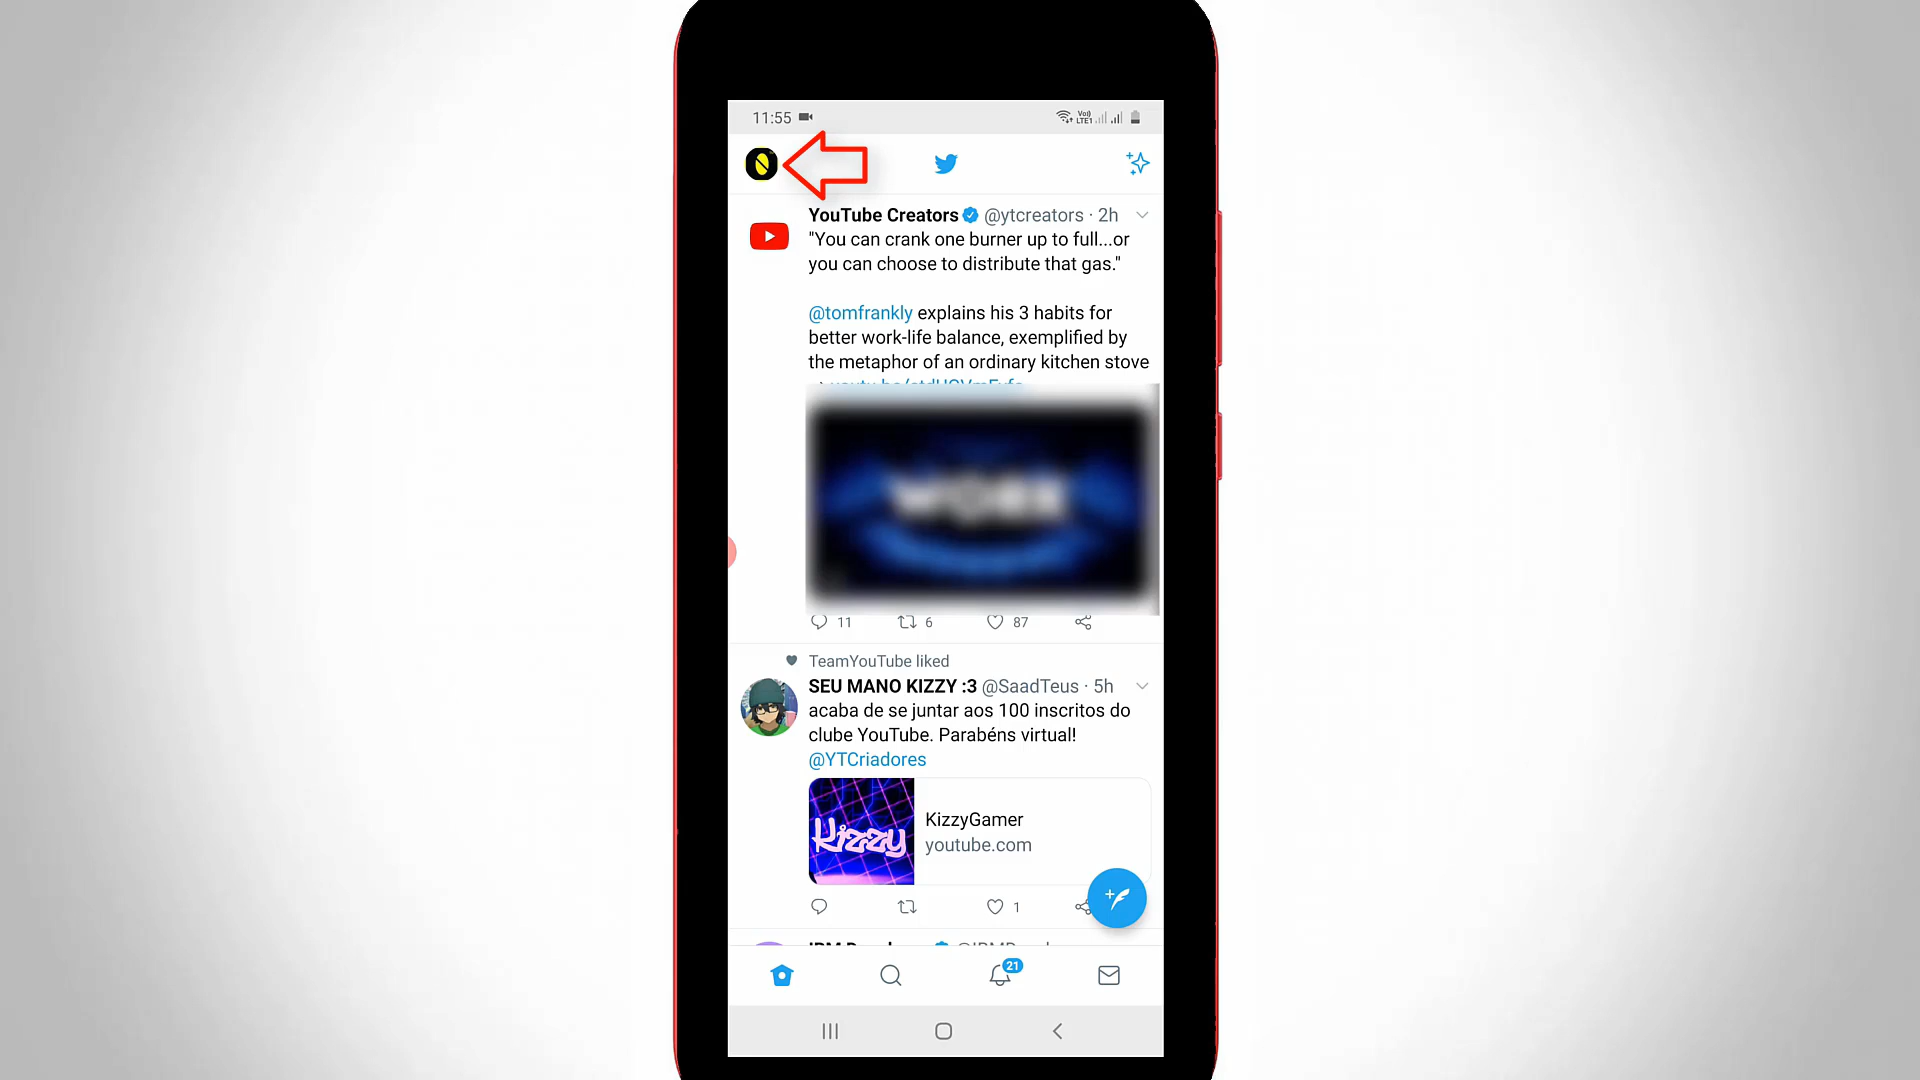 11:55
Vo)) LTE1
YouTube Creators @ytcreators · 2h
"You can crank one burner up to full...or
you can choose to distribute that gas."
@tomfrankly explains his 3 habits for
better work-life balance, exemplified by
the metaphor of an ordinary kitchen stove
WORK
11 6 87
TeamYouTube liked
SEU MANO KIZZY :3 @SaadTeus · 5h
acaba de se juntar aos 100 inscritos do
clube YouTube. Parabéns virtual!
@YTCriadores
Kizzy
KizzyGamer
youtube.com
1
21